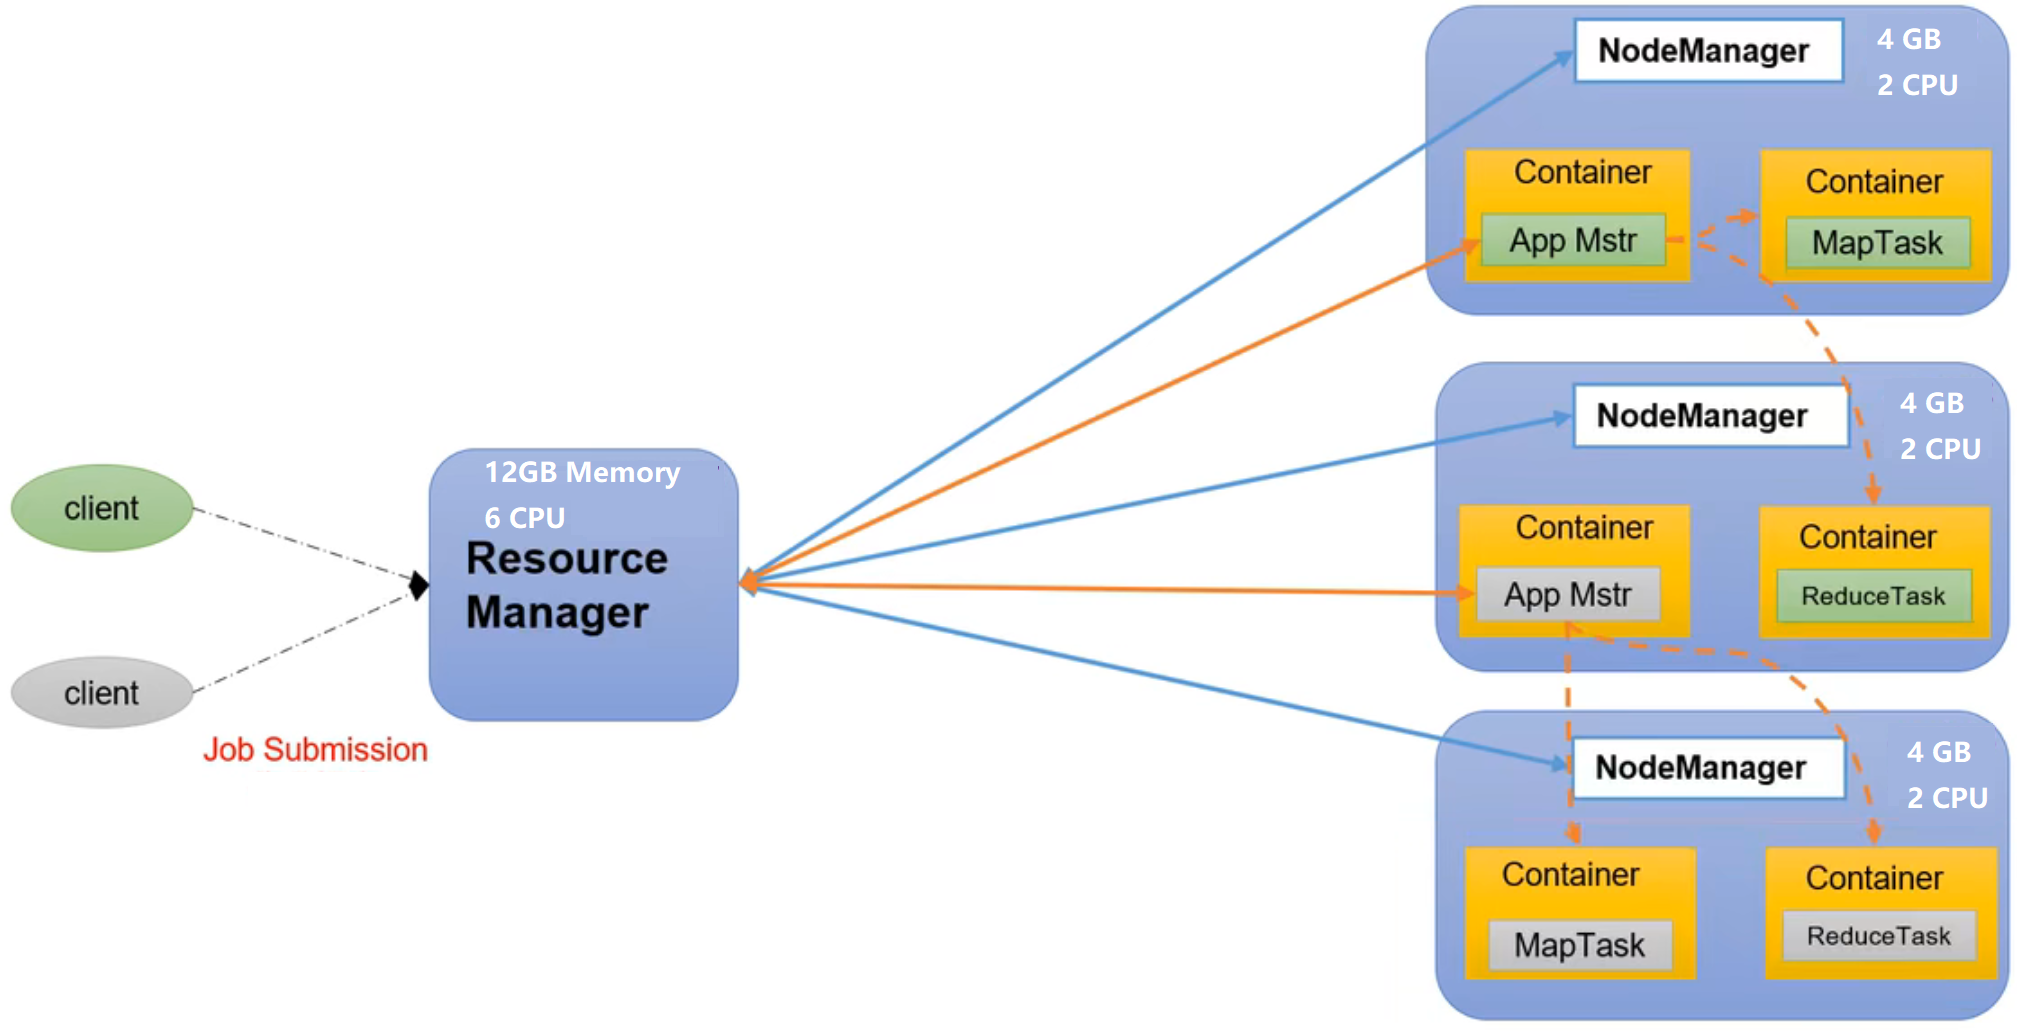 client
client
Job Submission
12GB Memory
6 CPU
Resource
Manager
NodeManager
4 GB
2 CPU
Container
App Mstr
Container
MapTask
NodeManager
4 GB
2 CPU
Container
App Mstr
Container
ReduceTask
NodeManager
4 GB
2 CPU
Container
MapTask
Container
ReduceTask